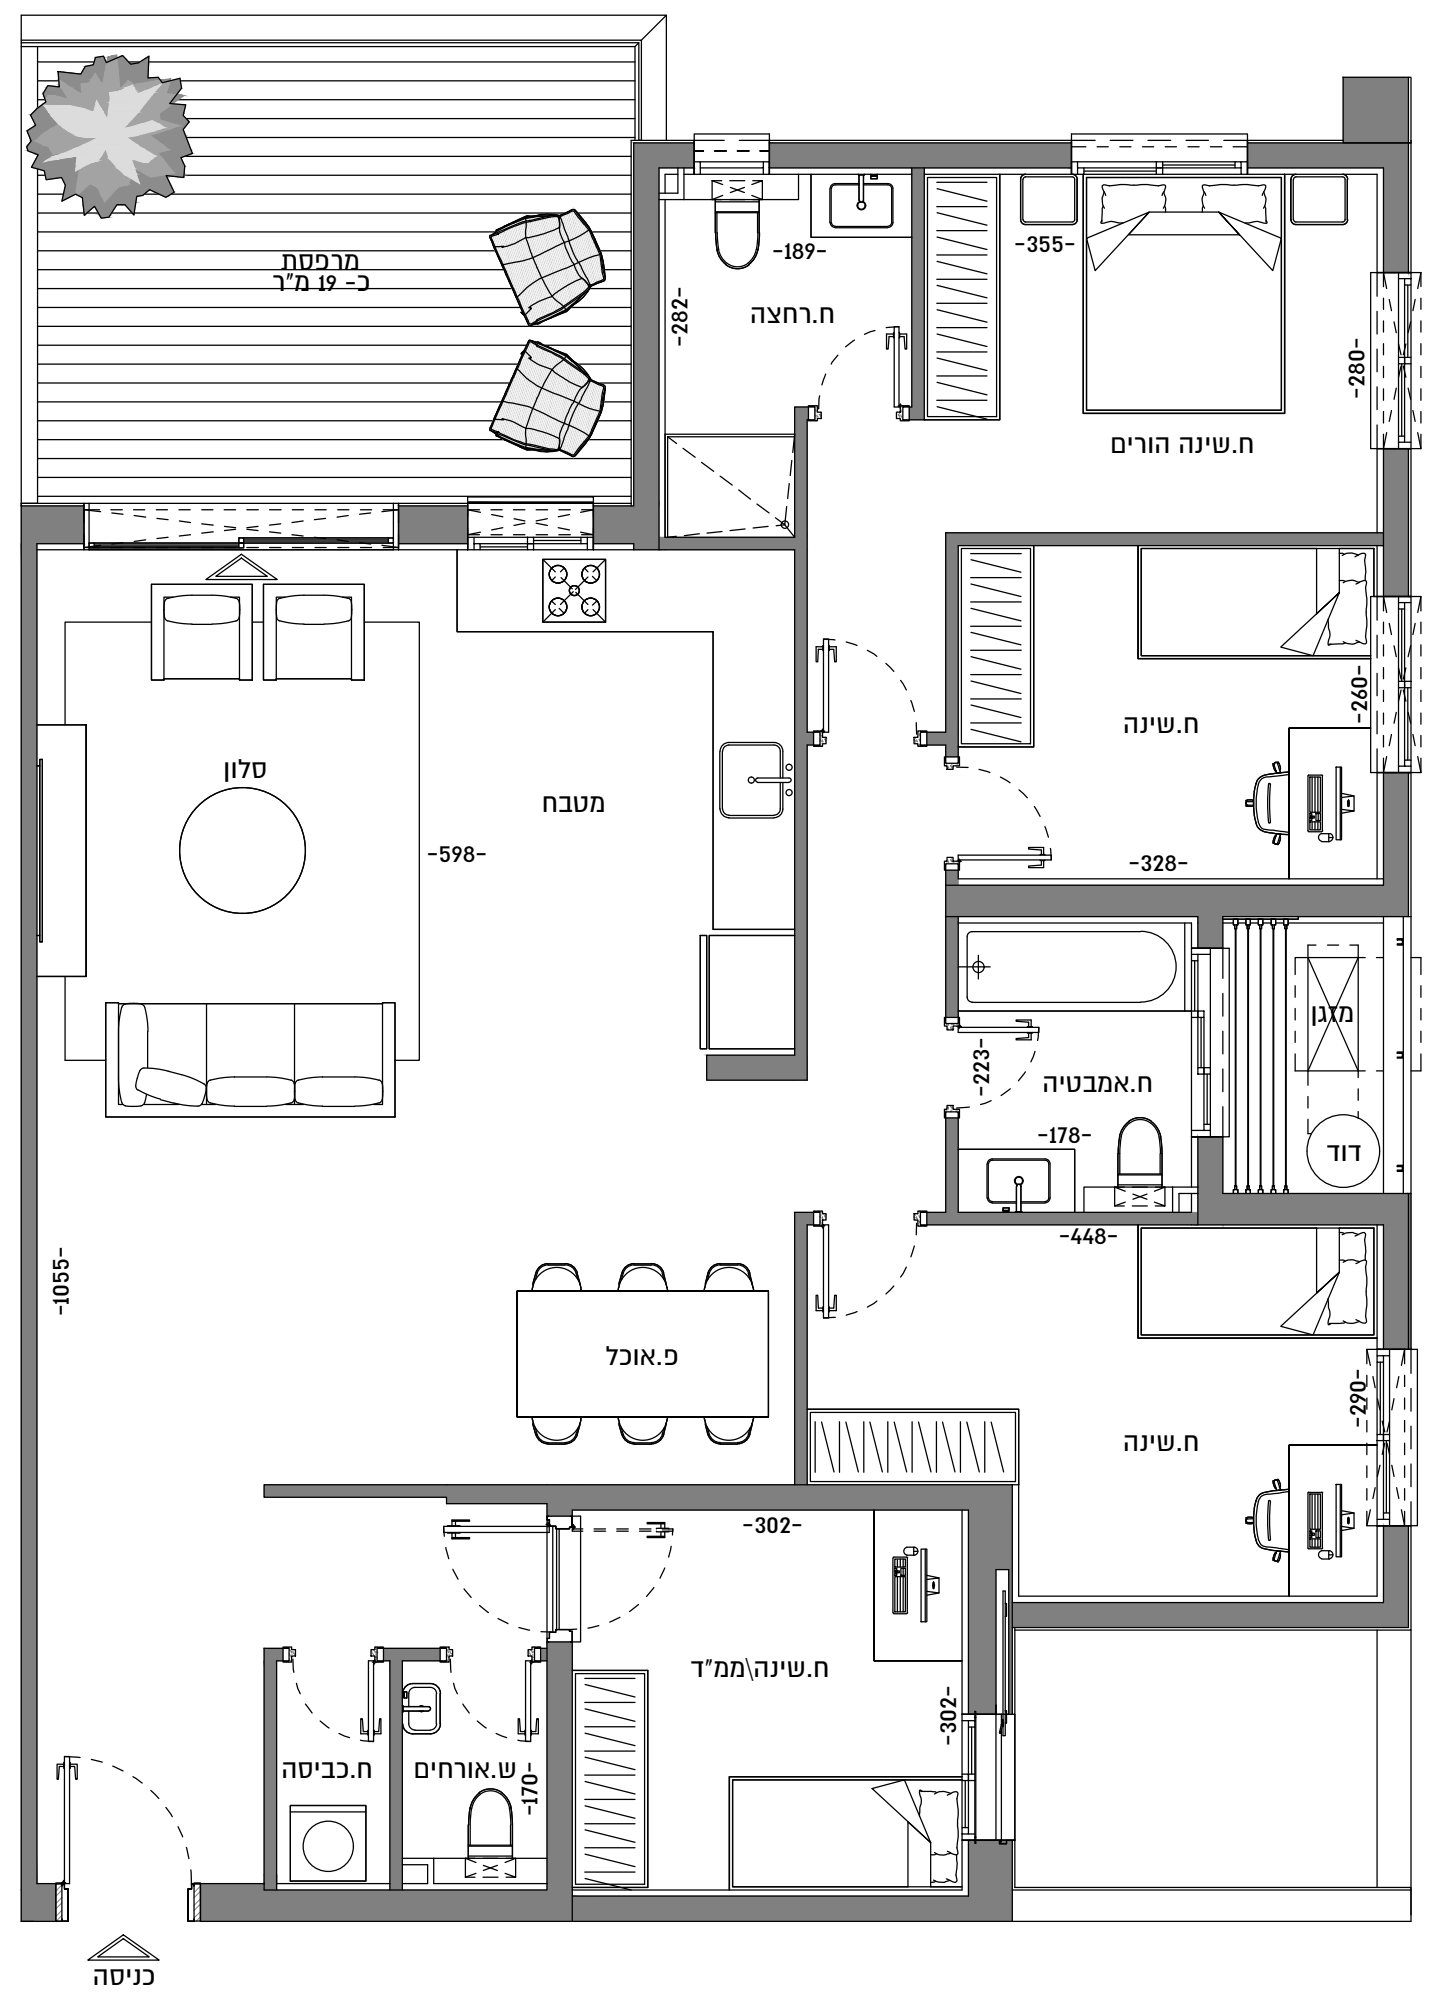 מרפסת
כ- 19 מ"ר
-189-
-282-
ח.רחצה
-355-
-280-
ח.שינה הורים
-260-
ח.שינה
-328-
סלון
מטבח
-598-
מזגן
-223-
ח.אמבטיה
-178-
דוד
-448-
-1055-
פ.אוכל
-290-
ח.שינה
-302-
ח.שינה\ממ"ד
-302-
ח.כביסה
ש.אורחים
-170-
כניסה